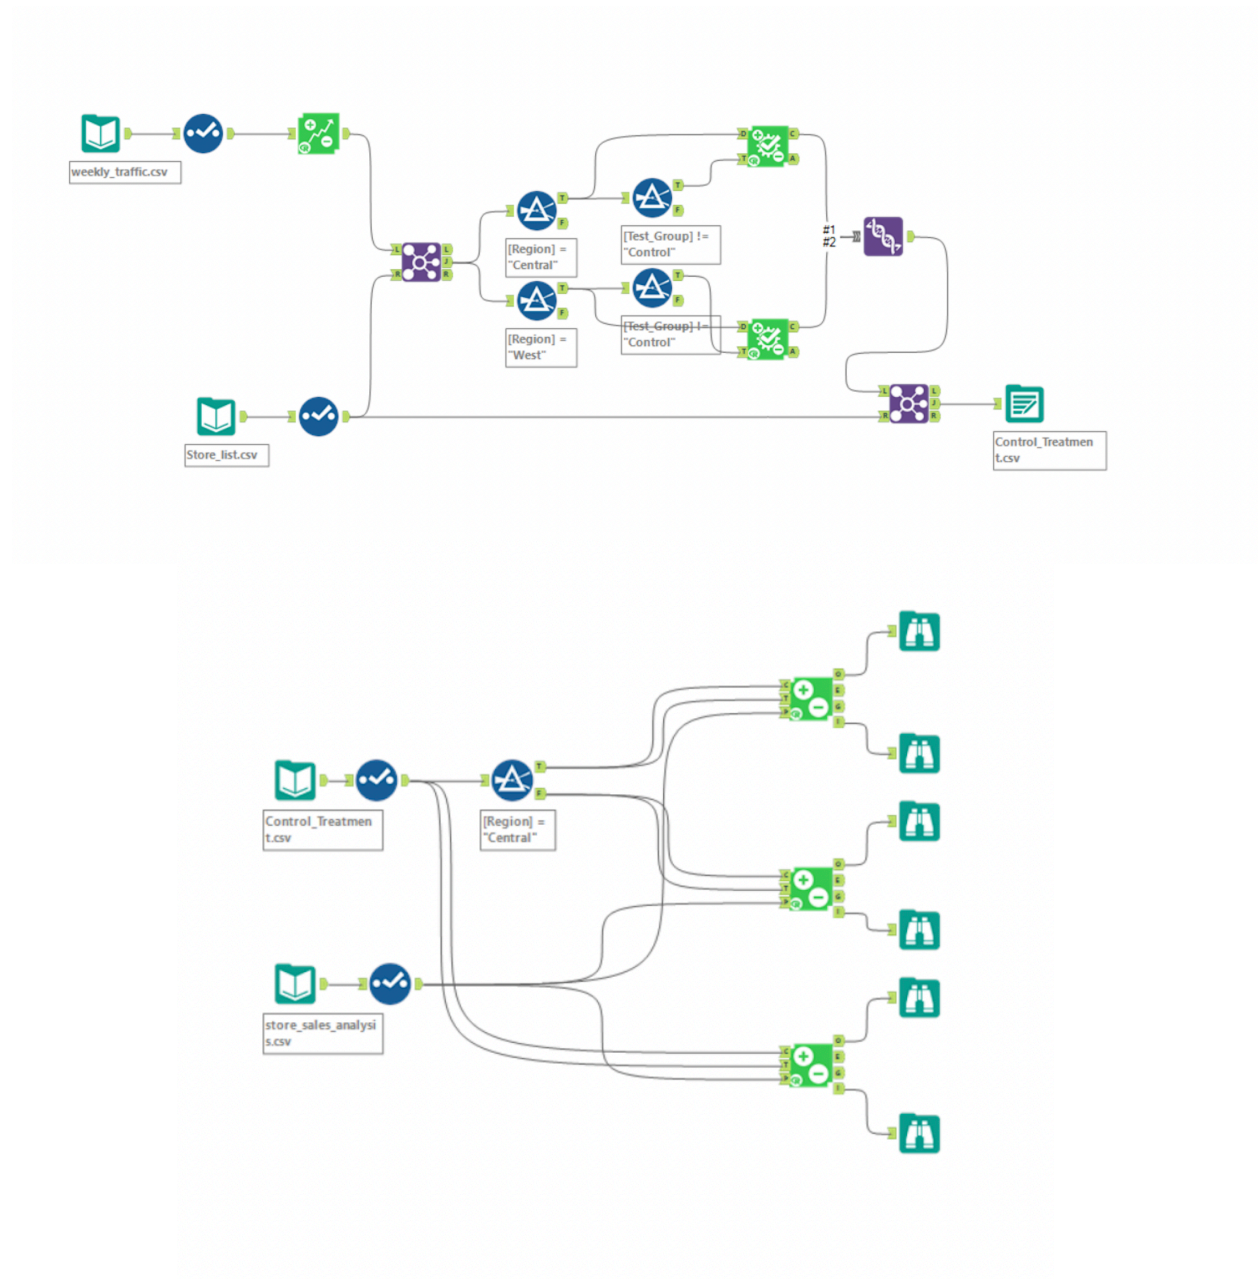 weekly_traffic.csv
D
C
T
A
T
F
T
F
[Region] =
"Central"
[Test_Group] !=
"Control"
#1
#2
L
R
L
J
R
T
F
T
F
[Region] =
"West"
[Test_Group] !=
"Control"
D
C
T
A
Store_list.csv
L
R
L
J
R
Control_Treatmen
t.csv
C
T
P
O
E
G
I
Control_Treatmen
t.csv
T
F
[Region] =
"Central"
C
T
P
O
E
G
I
store_sales_analysi
s.csv
C
T
P
O
E
G
I